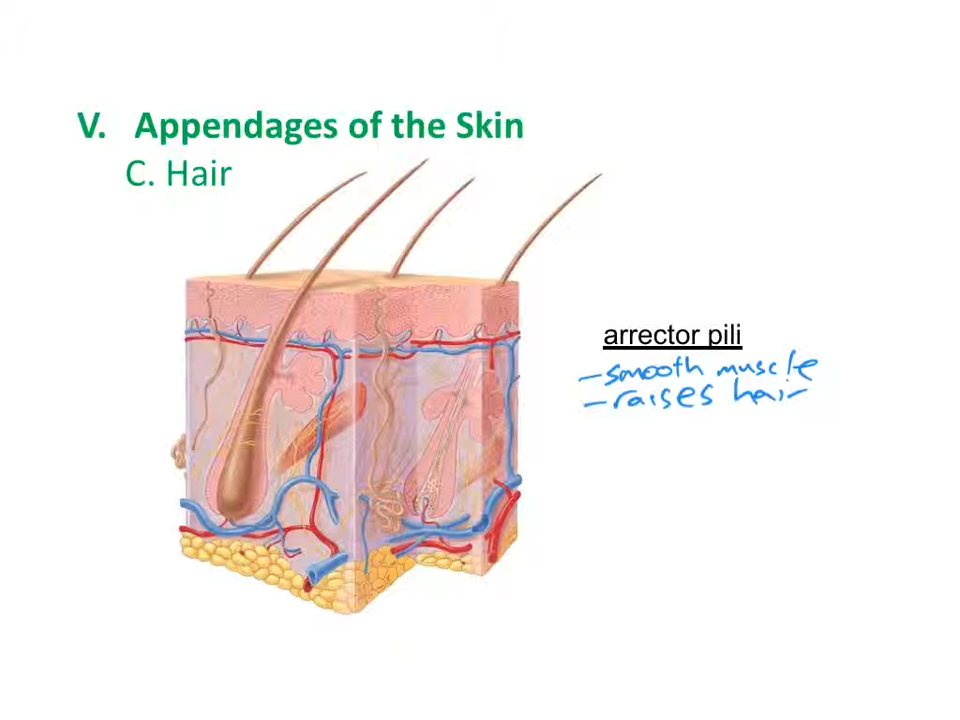 V. Appendages of the Skin
C. Hair
arrector pili
-smooth muscle
-raises hair